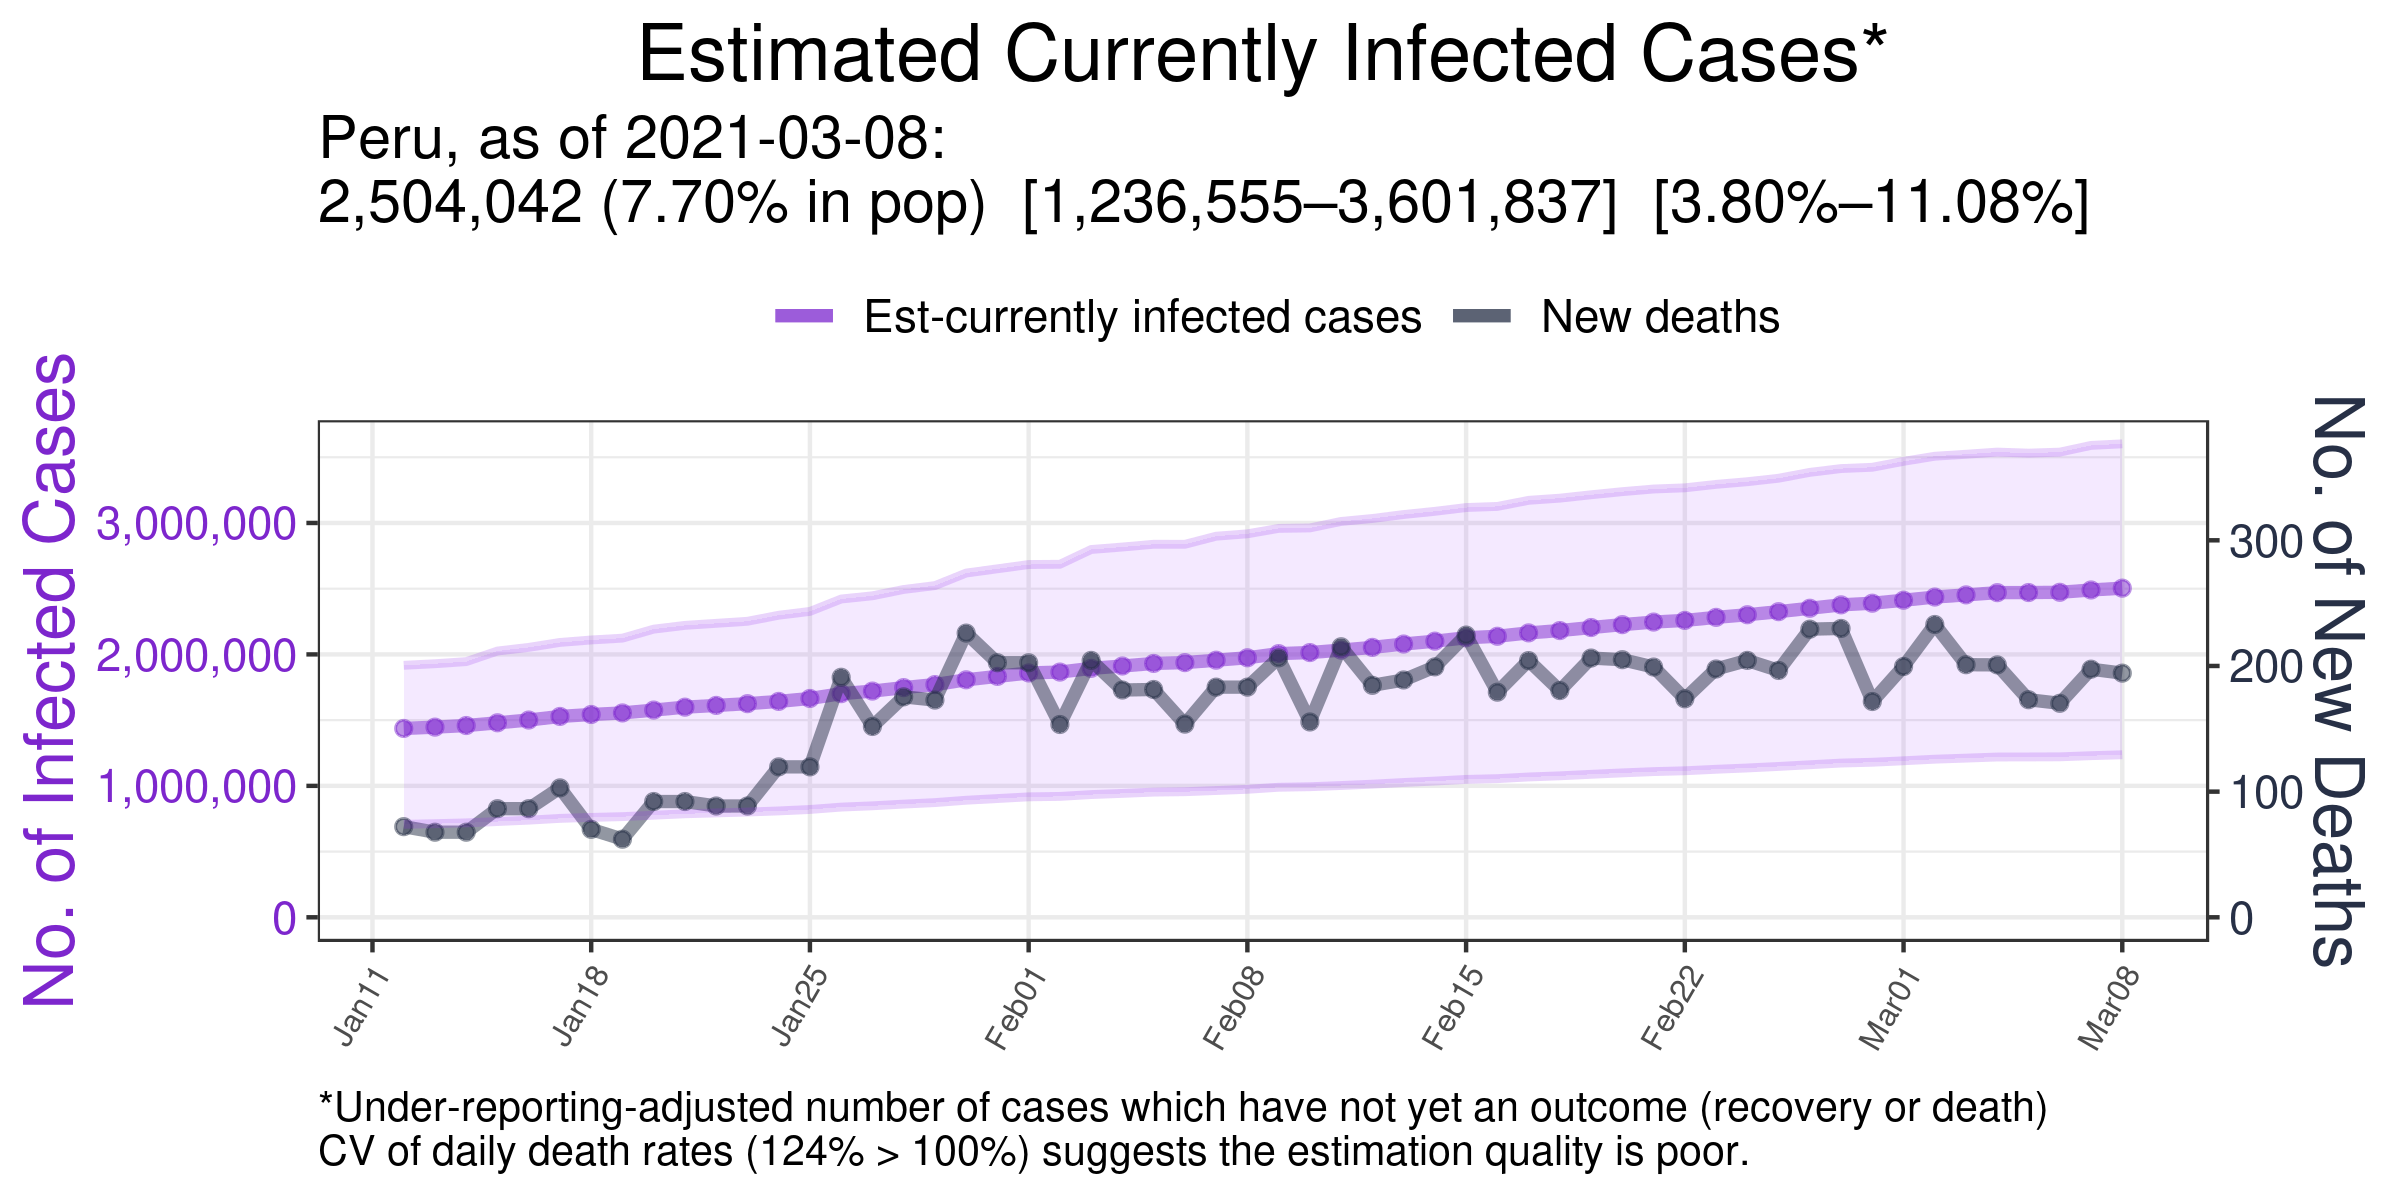 Estimated Currently Infected Cases*
Peru, as of 2021-03-08:
2,504,042 (7.70% in pop)  [1,236,555–3,601,837]  [3.80%–11.08%]
Est-currently infected cases
New deaths
No. of Infected Cases
3,000,000
2,000,000
1,000,000
0
No. of New Deaths
300
200
100
0
Jan11
Jan18
Jan25
Feb01
Feb08
Feb15
Feb22
Mar01
Mar08
*Under-reporting-adjusted number of cases which have not yet an outcome (recovery or death)
CV of daily death rates (124% > 100%) suggests the estimation quality is poor.